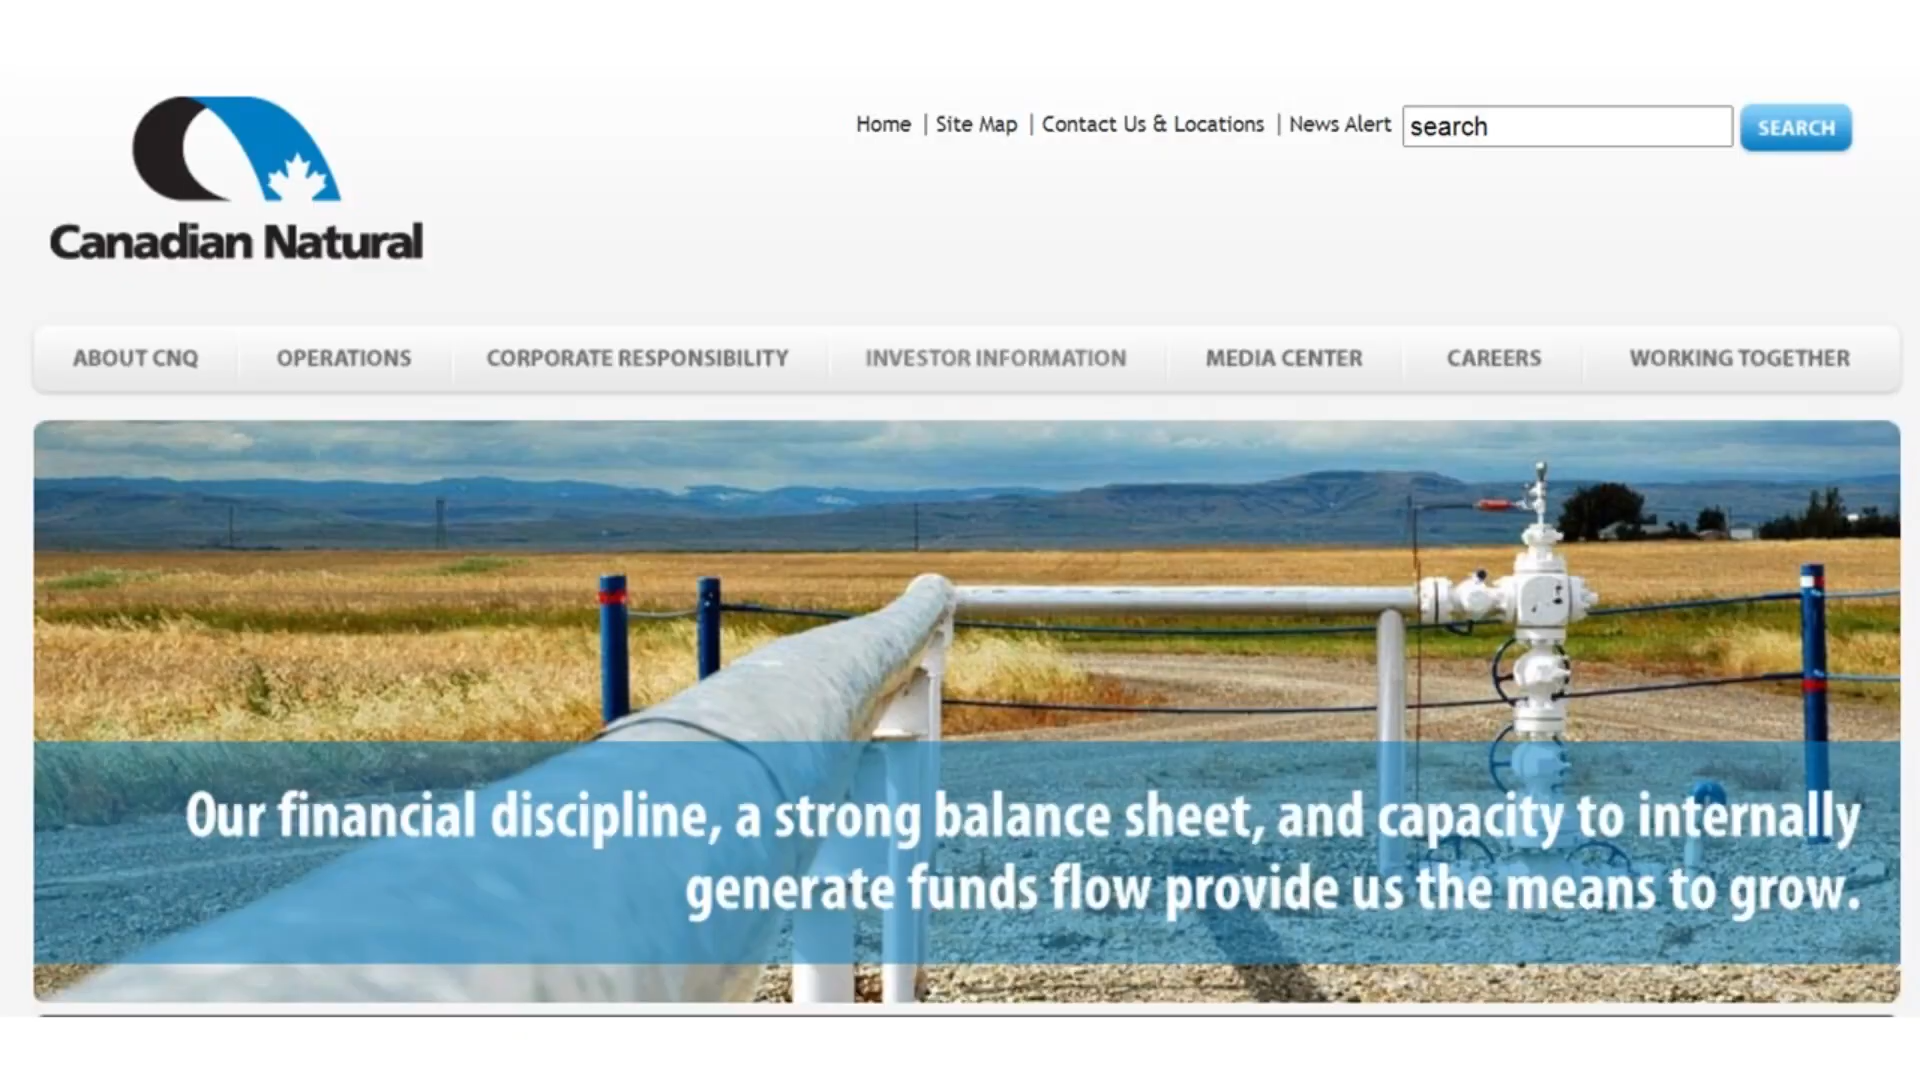 Canadian Natural
Home | Site Map | Contact Us & Locations | News Alert
search
SEARCH
ABOUT CNQ
OPERATIONS
CORPORATE RESPONSIBILITY
INVESTOR INFORMATION
MEDIA CENTER
CAREERS
WORKING TOGETHER
Our financial discipline, a strong balance sheet, and capacity to internally
generate funds flow provide us the means to grow.